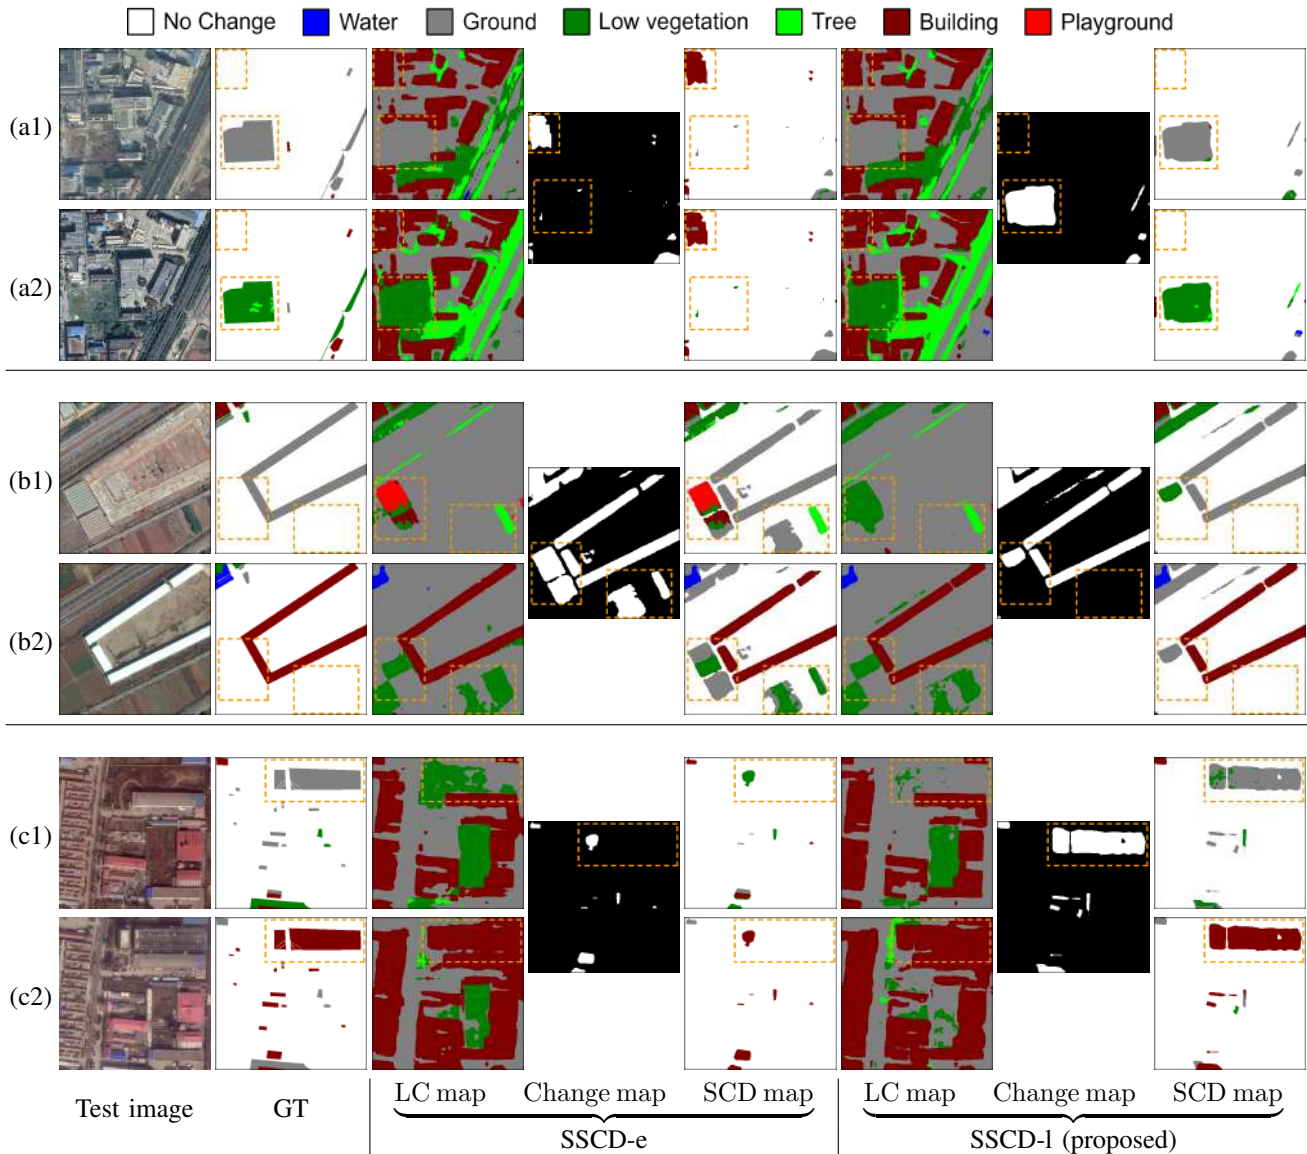 No Change Water Ground Low vegetation Tree Building Playground
(a1)
(a2)
(b1)
(b2)
(c1)
(c2)
Test image GT LC map Change map SCD map LC map Change map SCD map
SSCD-e SSCD-l (proposed)